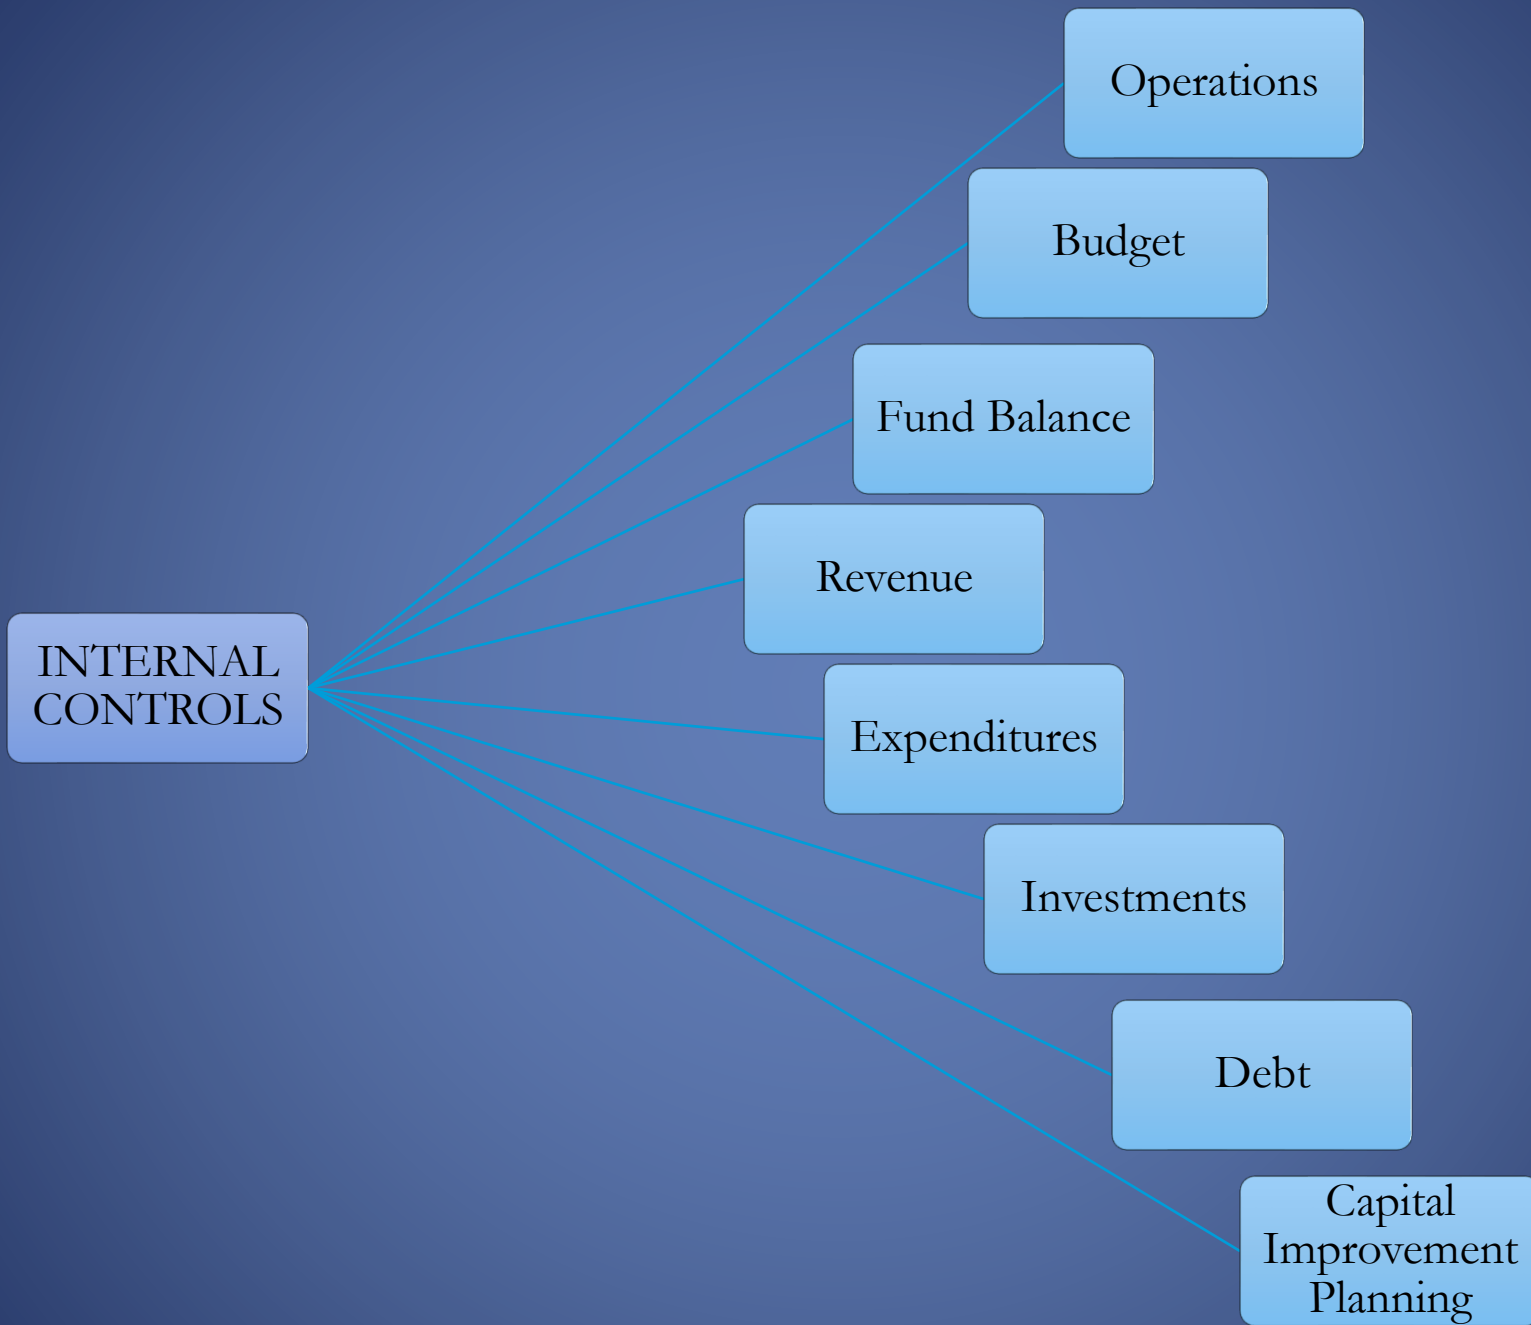 Operations
Budget
Fund Balance
Revenue
INTERNAL
CONTROLS
Expenditures
Investments
Debt
Capital
Improvement
Planning